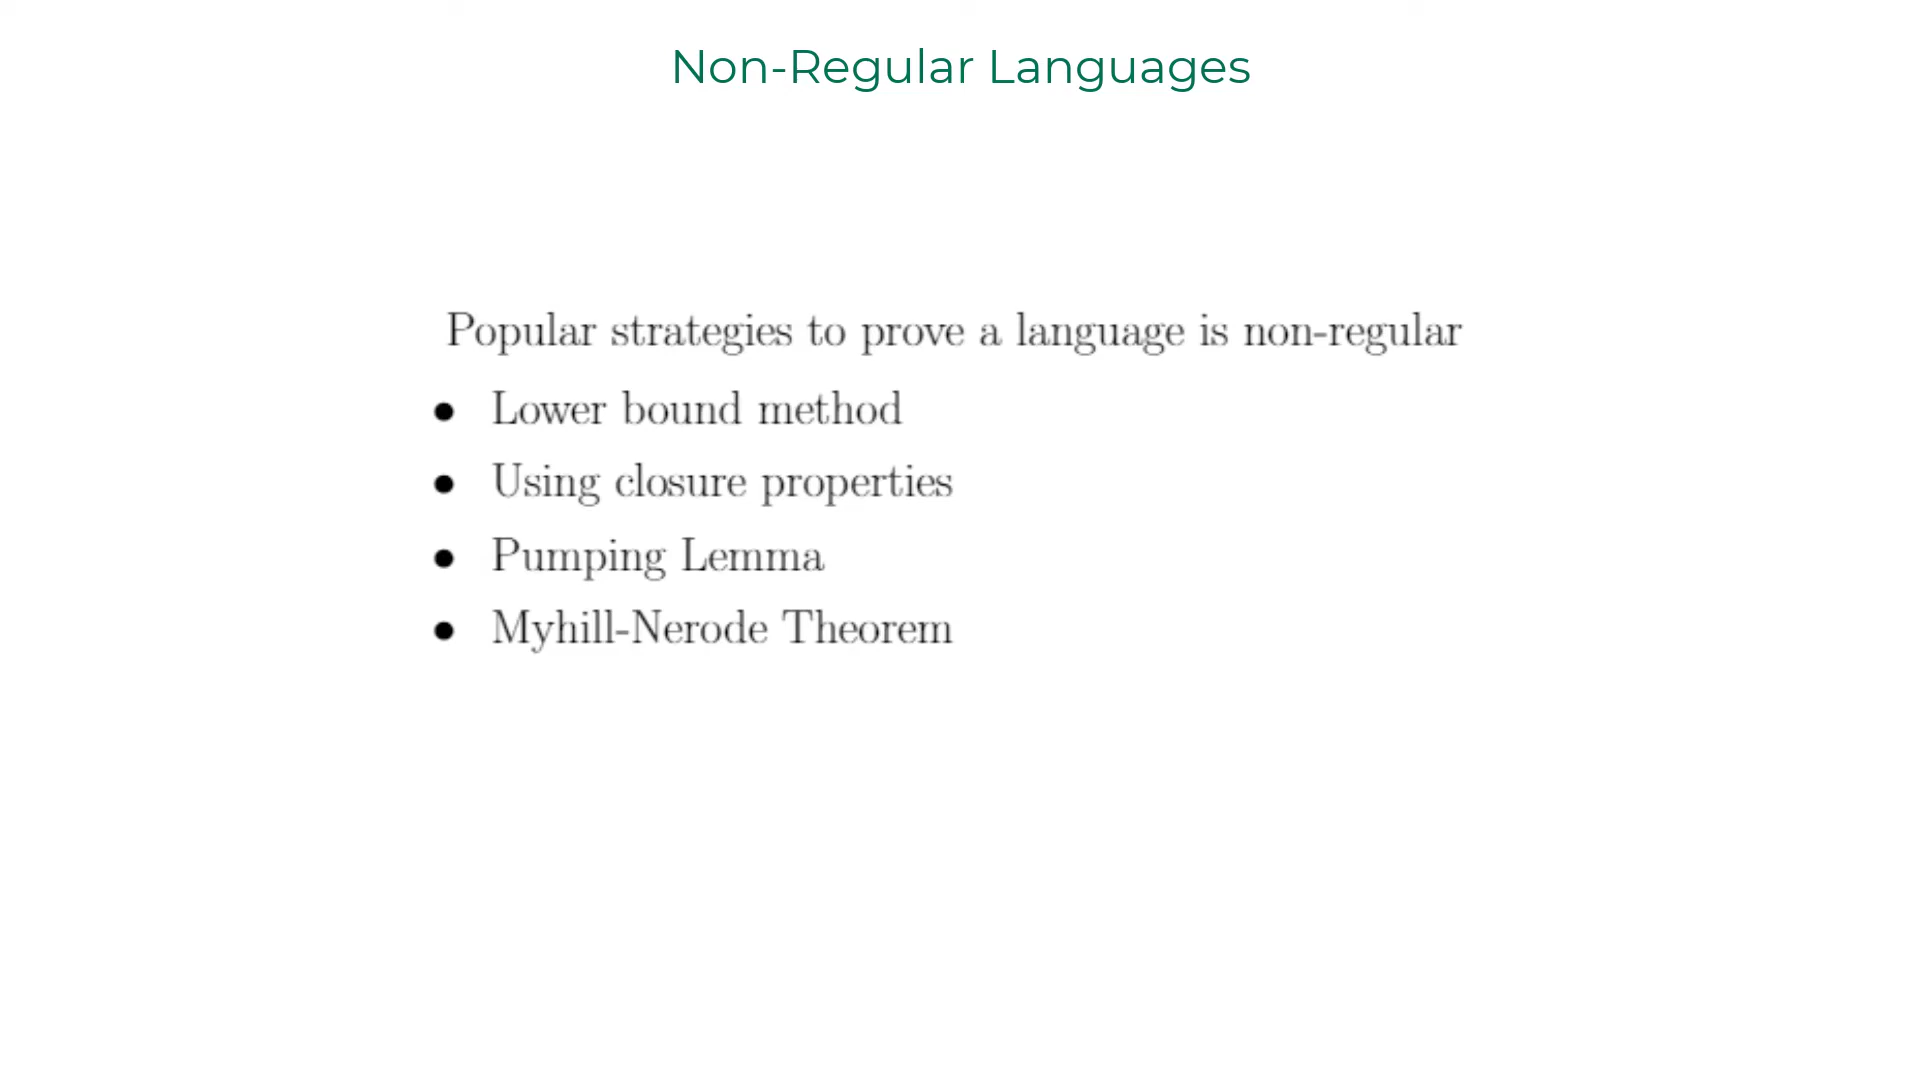 Non-Regular Languages
Popular strategies to prove a language is non-regular
• Lower bound method
• Using closure properties
• Pumping Lemma
• Myhill-Nerode Theorem